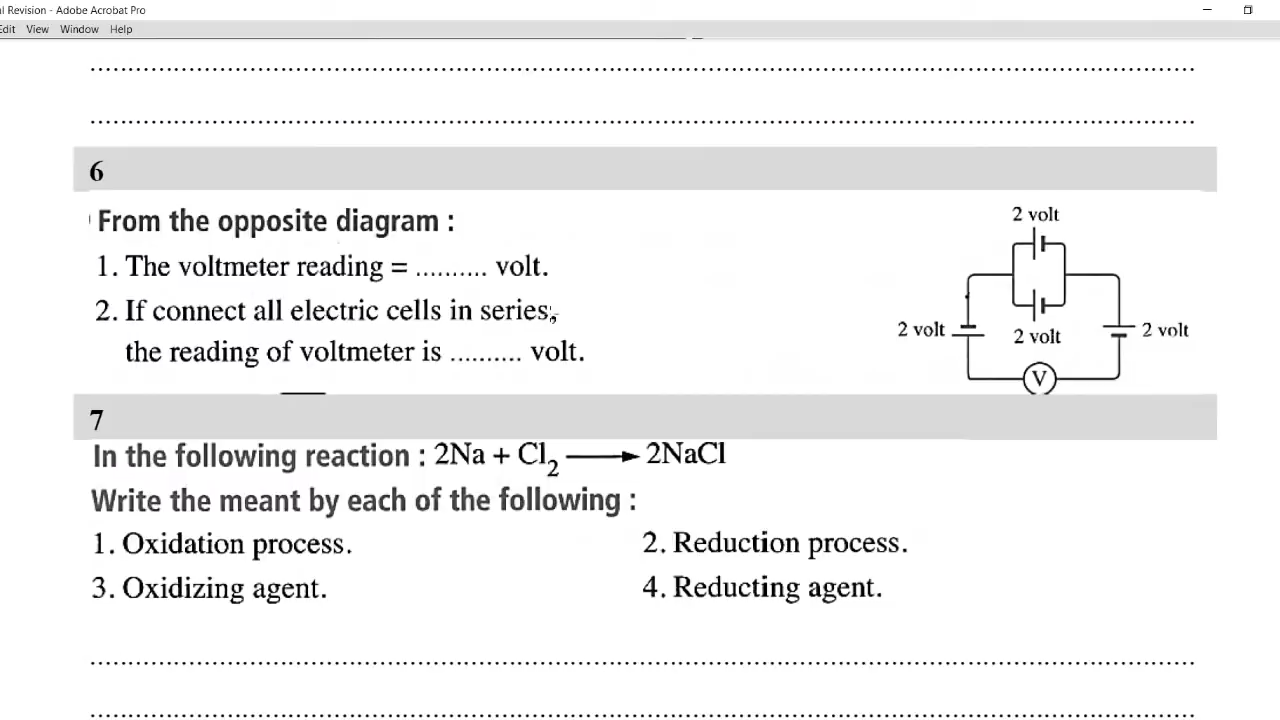 al Revision - Adobe Acrobat Pro
Edit View Window Help
6
From the opposite diagram :
1. The voltmeter reading = .......... volt.
2. If connect all electric cells in series,
the reading of voltmeter is .......... volt.
2 volt
2 volt
2 volt
2 volt
V
7
In the following reaction : 2Na + Cl₂ ⟶ 2NaCl
Write the meant by each of the following :
1. Oxidation process.
2. Reduction process.
3. Oxidizing agent.
4. Reducting agent.